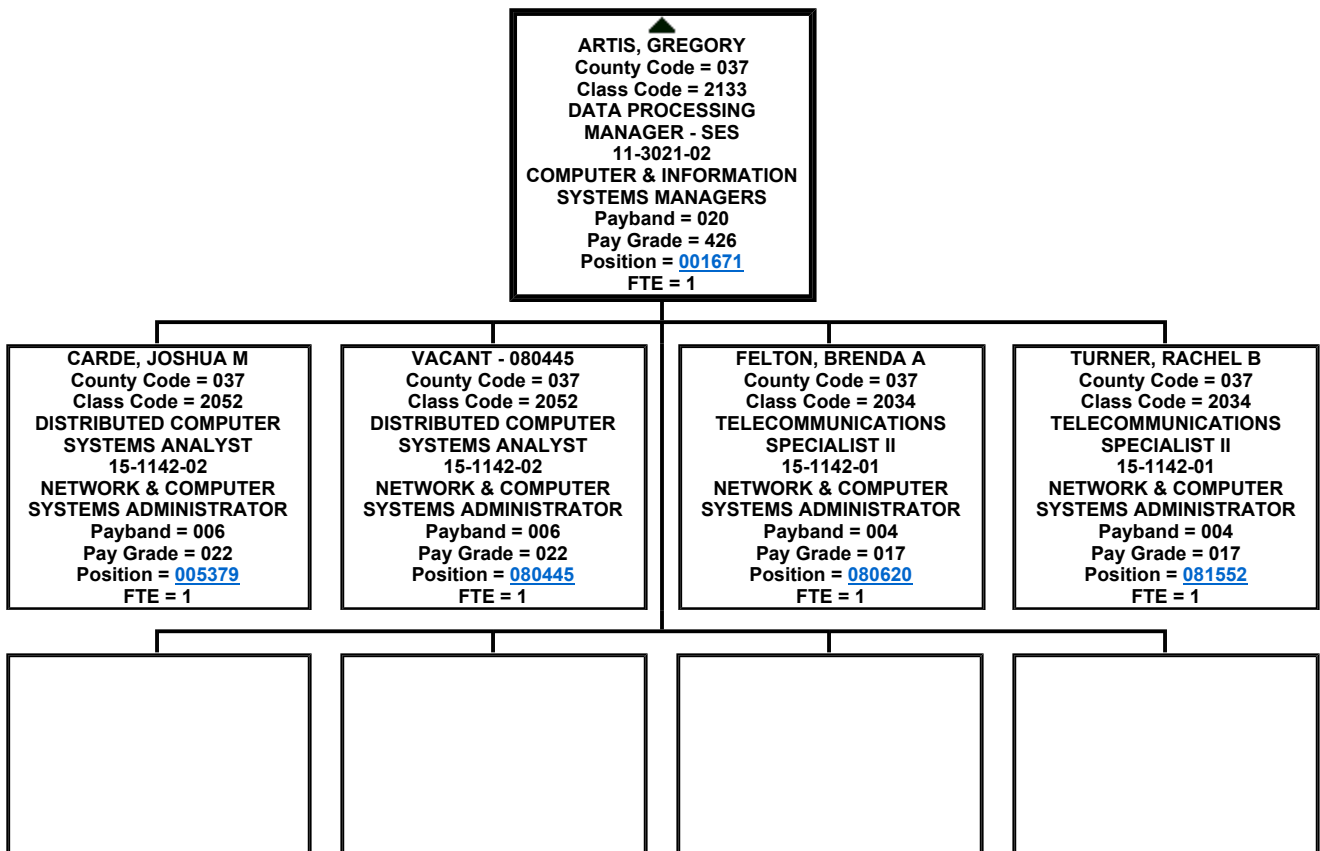 ARTIS, GREGORY
County Code = 037
Class Code = 2133
DATA PROCESSING
MANAGER - SES
11-3021-02
COMPUTER & INFORMATION
SYSTEMS MANAGERS
Payband = 020
Pay Grade = 426
Position = 001671
FTE = 1
CARDE, JOSHUA M
County Code = 037
Class Code = 2052
DISTRIBUTED COMPUTER
SYSTEMS ANALYST
15-1142-02
NETWORK & COMPUTER
SYSTEMS ADMINISTRATOR
Payband = 006
Pay Grade = 022
Position = 005379
FTE = 1
VACANT - 080445
County Code = 037
Class Code = 2052
DISTRIBUTED COMPUTER
SYSTEMS ANALYST
15-1142-02
NETWORK & COMPUTER
SYSTEMS ADMINISTRATOR
Payband = 006
Pay Grade = 022
Position = 080445
FTE = 1
FELTON, BRENDA A
County Code = 037
Class Code = 2034
TELECOMMUNICATIONS
SPECIALIST II
15-1142-01
NETWORK & COMPUTER
SYSTEMS ADMINISTRATOR
Payband = 004
Pay Grade = 017
Position = 080620
FTE = 1
TURNER, RACHEL B
County Code = 037
Class Code = 2034
TELECOMMUNICATIONS
SPECIALIST II
15-1142-01
NETWORK & COMPUTER
SYSTEMS ADMINISTRATOR
Payband = 004
Pay Grade = 017
Position = 081552
FTE = 1